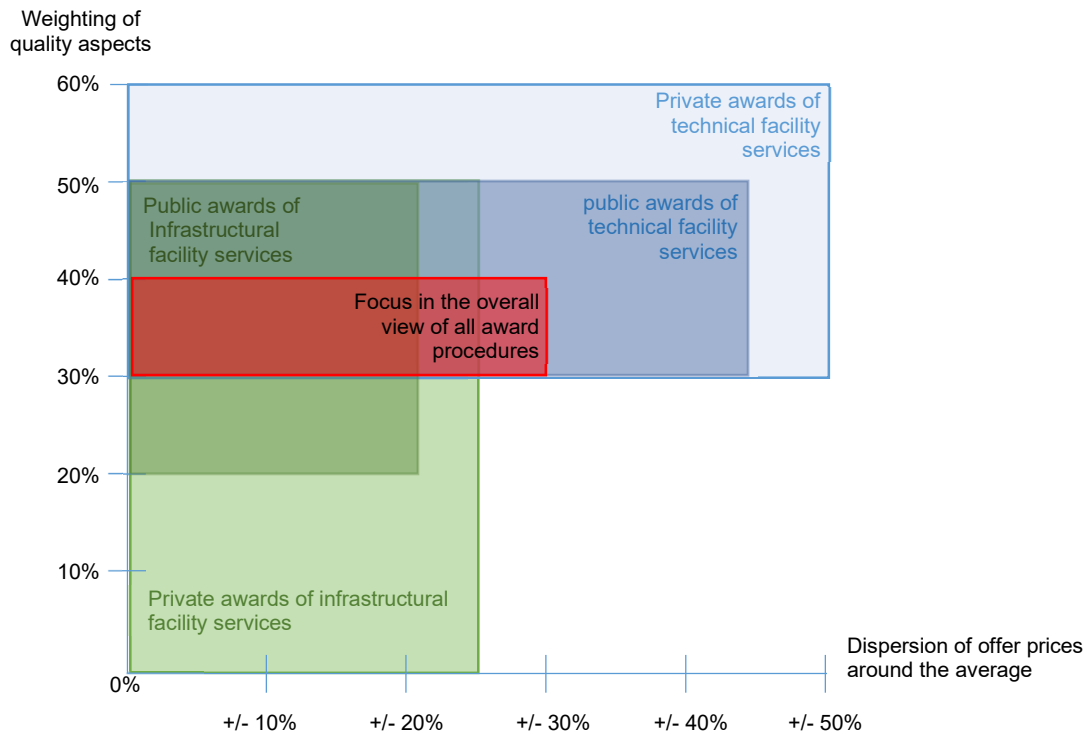 Weighting of
quality aspects
60%
Private awards of
technical facility
services
50%
Public awards of
Infrastructural
facility services
public awards of
technical facility
services
40%
Focus in the overall
view of all award
procedures
30%
20%
10%
Private awards of infrastructural
facility services
Dispersion of offer prices
around the average
0%
+/- 10%
+/- 20%
+/- 30%
+/- 40%
+/- 50%